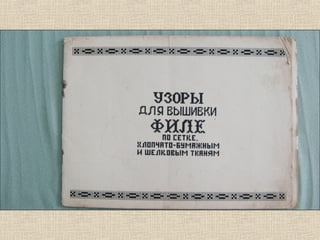 УЗОРЫ
ДЛЯ ВЫШИВКИ
ФИЛЕ
ПО СЕТКЕ,
ХЛОПЧАТО-БУМАЖНЫМ
И ШЕЛКОВЫМ ТКАНЯМ